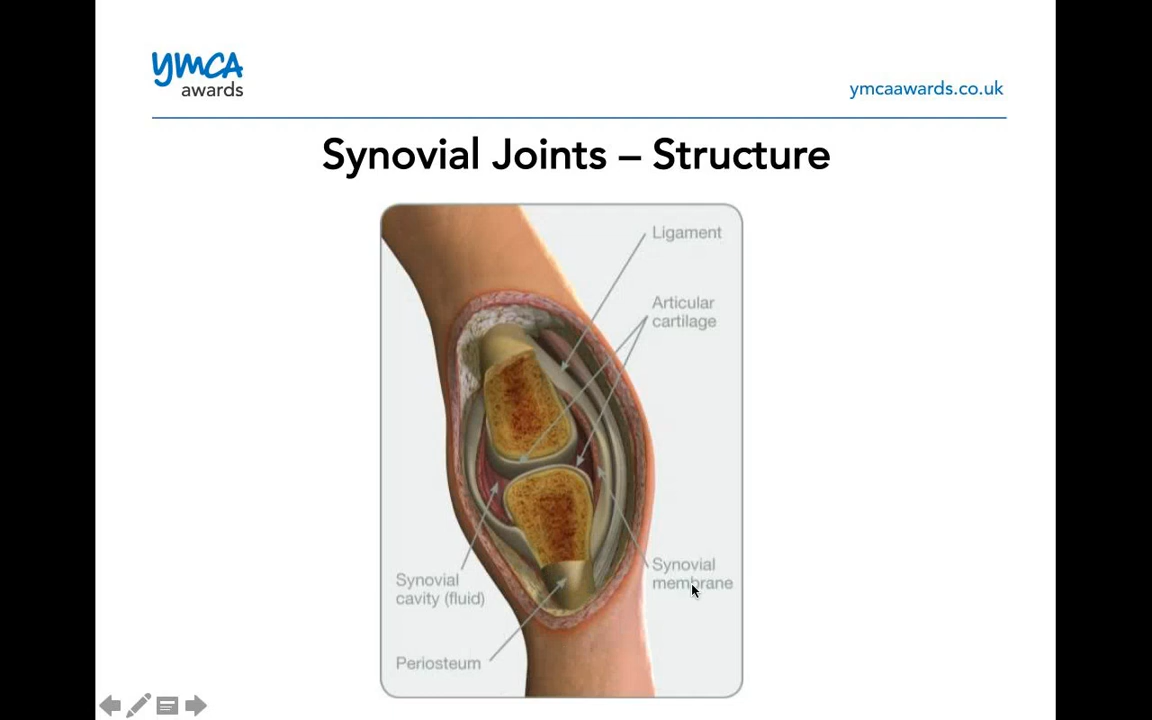 ymca
awards
ymcaawards.co.uk
Synovial Joints – Structure
Ligament
Articular
cartilage
Synovial
membrane
Synovial
cavity (fluid)
Periosteum